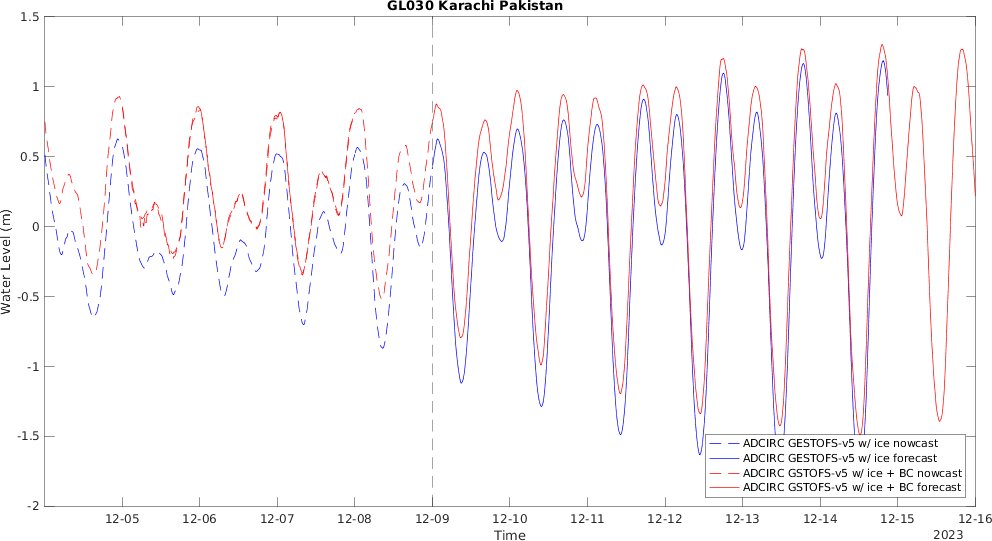 GL030 Karachi Pakistan
Water Level (m)
1.5
1
0.5
0
-0.5
-1
-1.5
-2
ADCIRC GESTOFS-v5 w/ ice nowcast
ADCIRC GESTOFS-v5 w/ ice forecast
ADCIRC GSTOFS-v5 w/ ice + BC nowcast
ADCIRC GSTOFS-v5 w/ ice + BC forecast
12-05 12-06 12-07 12-08 12-09 12-10 12-11 12-12 12-13 12-14 12-15 12-16
Time
2023